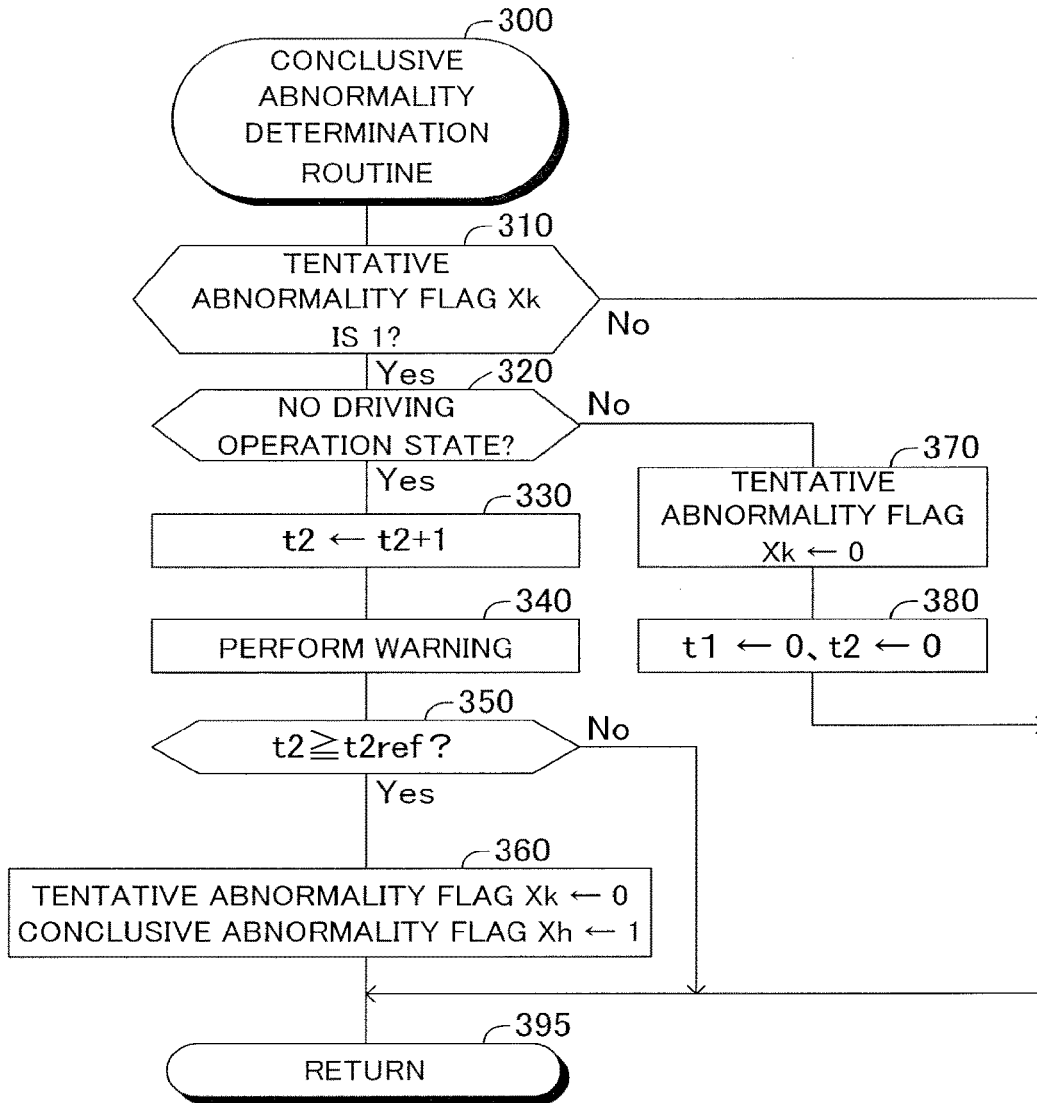 300
CONCLUSIVE
ABNORMALITY
DETERMINATION
ROUTINE
310
TENTATIVE
ABNORMALITY FLAG Xk
IS 1?
No
Yes
320
NO DRIVING
OPERATION STATE?
No
Yes
370
TENTATIVE
ABNORMALITY FLAG
Xk ← 0
330
t2 ← t2+1
380
t1 ← 0、t2 ← 0
340
PERFORM WARNING
350
t2≧t2ref?
No
Yes
360
TENTATIVE ABNORMALITY FLAG Xk ← 0
CONCLUSIVE ABNORMALITY FLAG Xh ← 1
395
RETURN